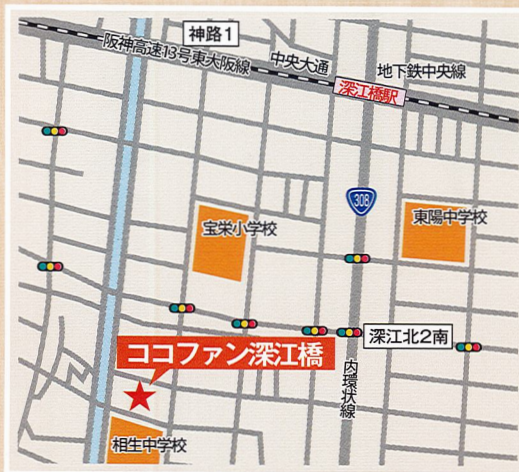 神路1
阪神高速13号東大阪線
中央大通
地下鉄中央線
深江橋駅
308
東陽中学校
宝栄小学校
深江北2南
ココファン深江橋
内環状線
相生中学校